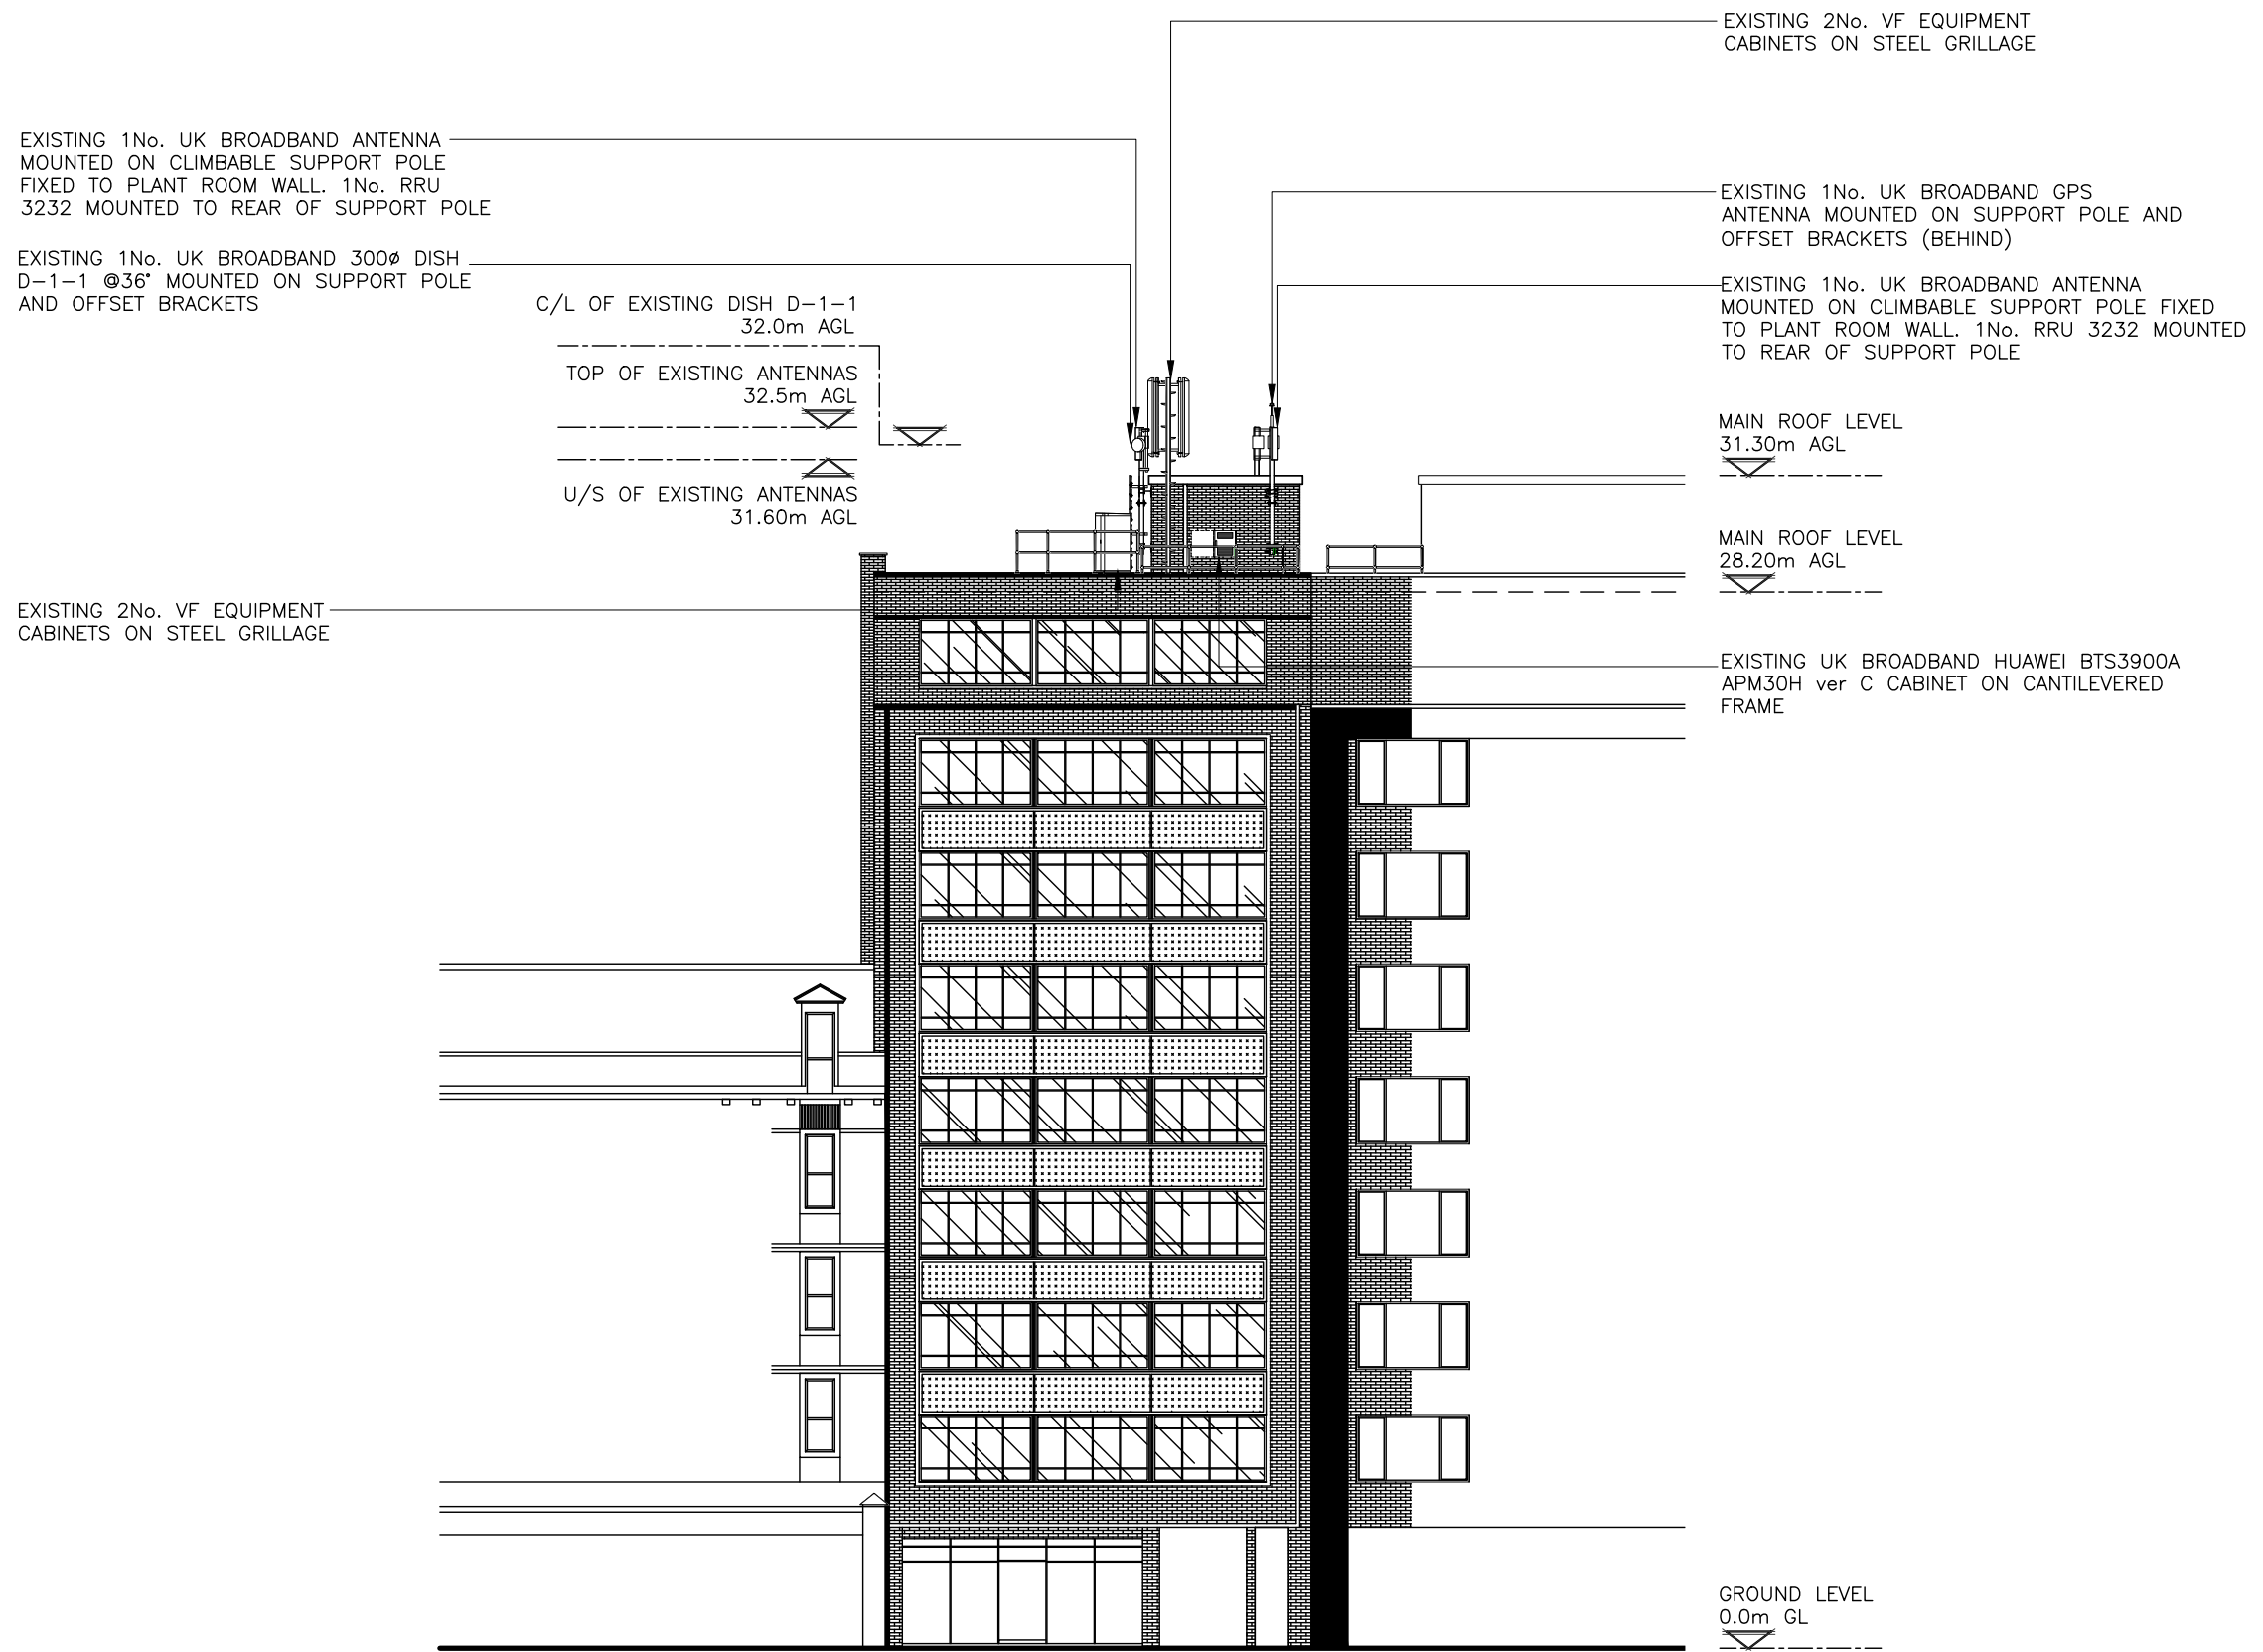 EXISTING 2No. VF EQUIPMENT
CABINETS ON STEEL GRILLAGE
EXISTING 1No. UK BROADBAND ANTENNA
MOUNTED ON CLIMBABLE SUPPORT POLE
FIXED TO PLANT ROOM WALL. 1No. RRU
3232 MOUNTED TO REAR OF SUPPORT POLE
EXISTING 1No. UK BROADBAND GPS
ANTENNA MOUNTED ON SUPPORT POLE AND
OFFSET BRACKETS (BEHIND)
EXISTING 1No. UK BROADBAND 300ø DISH
D-1-1 @36° MOUNTED ON SUPPORT POLE
AND OFFSET BRACKETS
EXISTING 1No. UK BROADBAND ANTENNA
MOUNTED ON CLIMBABLE SUPPORT POLE FIXED
TO PLANT ROOM WALL. 1No. RRU 3232 MOUNTED
TO REAR OF SUPPORT POLE
C/L OF EXISTING DISH D-1-1
32.0m AGL
TOP OF EXISTING ANTENNAS
32.5m AGL
U/S OF EXISTING ANTENNAS
31.60m AGL
MAIN ROOF LEVEL
31.30m AGL
MAIN ROOF LEVEL
28.20m AGL
EXISTING 2No. VF EQUIPMENT
CABINETS ON STEEL GRILLAGE
EXISTING UK BROADBAND HUAWEI BTS3900A
APM30H ver C CABINET ON CANTILEVERED
FRAME
GROUND LEVEL
0.0m GL